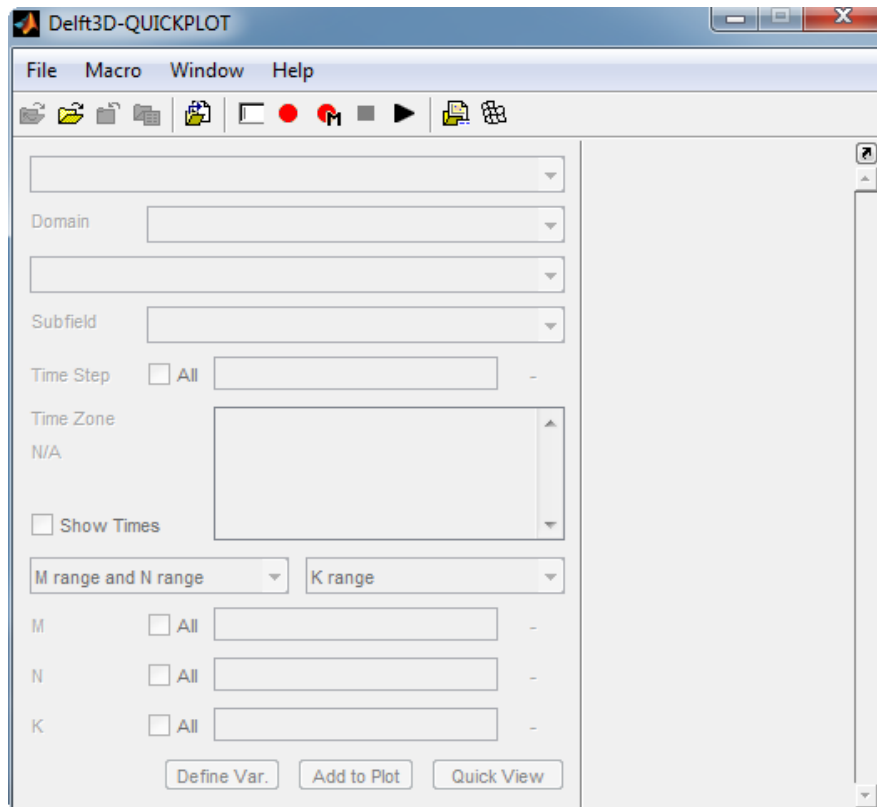 Delft3D-QUICKPLOT
File Macro Window Help
M
Domain
Subfield
Time Step All -
Time Zone
N/A
Show Times
M range and N range K range
M All -
N All -
K All -
Define Var. Add to Plot Quick View